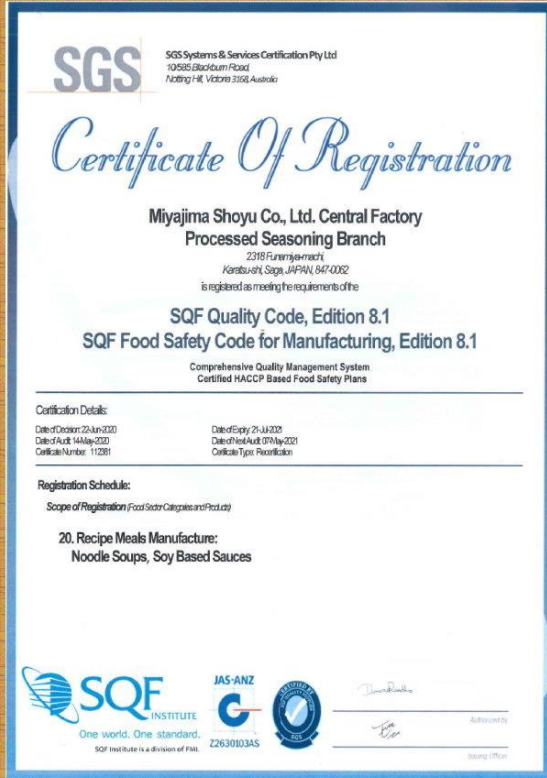 SGS
SGS Systems & Services Certification Pty Ltd
10/585 Blackburn Road,
Notting Hill, Victoria 3168, Australia
Certificate Of Registration
Miyajima Shoyu Co., Ltd. Central Factory
Processed Seasoning Branch
2318 Funamiya-machi,
Karatsu-shi, Saga, JAPAN, 847-0062
is registered as meeting the requirements of the
SQF Quality Code, Edition 8.1
SQF Food Safety Code for Manufacturing, Edition 8.1
Comprehensive Quality Management System
Certified HACCP Based Food Safety Plans
Certification Details:
Date of Decision: 22-Jun-2020 Date of Expiry: 21-Jul-2021
Date of Audit: 14-May-2020 Date of Next Audit: 07-May-2021
Certificate Number: 112381 Certificate Type: Recertification
Registration Schedule:
Scope of Registration (Food Sector Categories and Products)
20. Recipe Meals Manufacture:
Noodle Soups, Soy Based Sauces
SQF
INSTITUTE
One world. One standard.
SQF Institute is a division of FMI.
JAS-ANZ
Z2630103AS
CERTIFIED BY
SGS
Authorized by
Issuing Officer